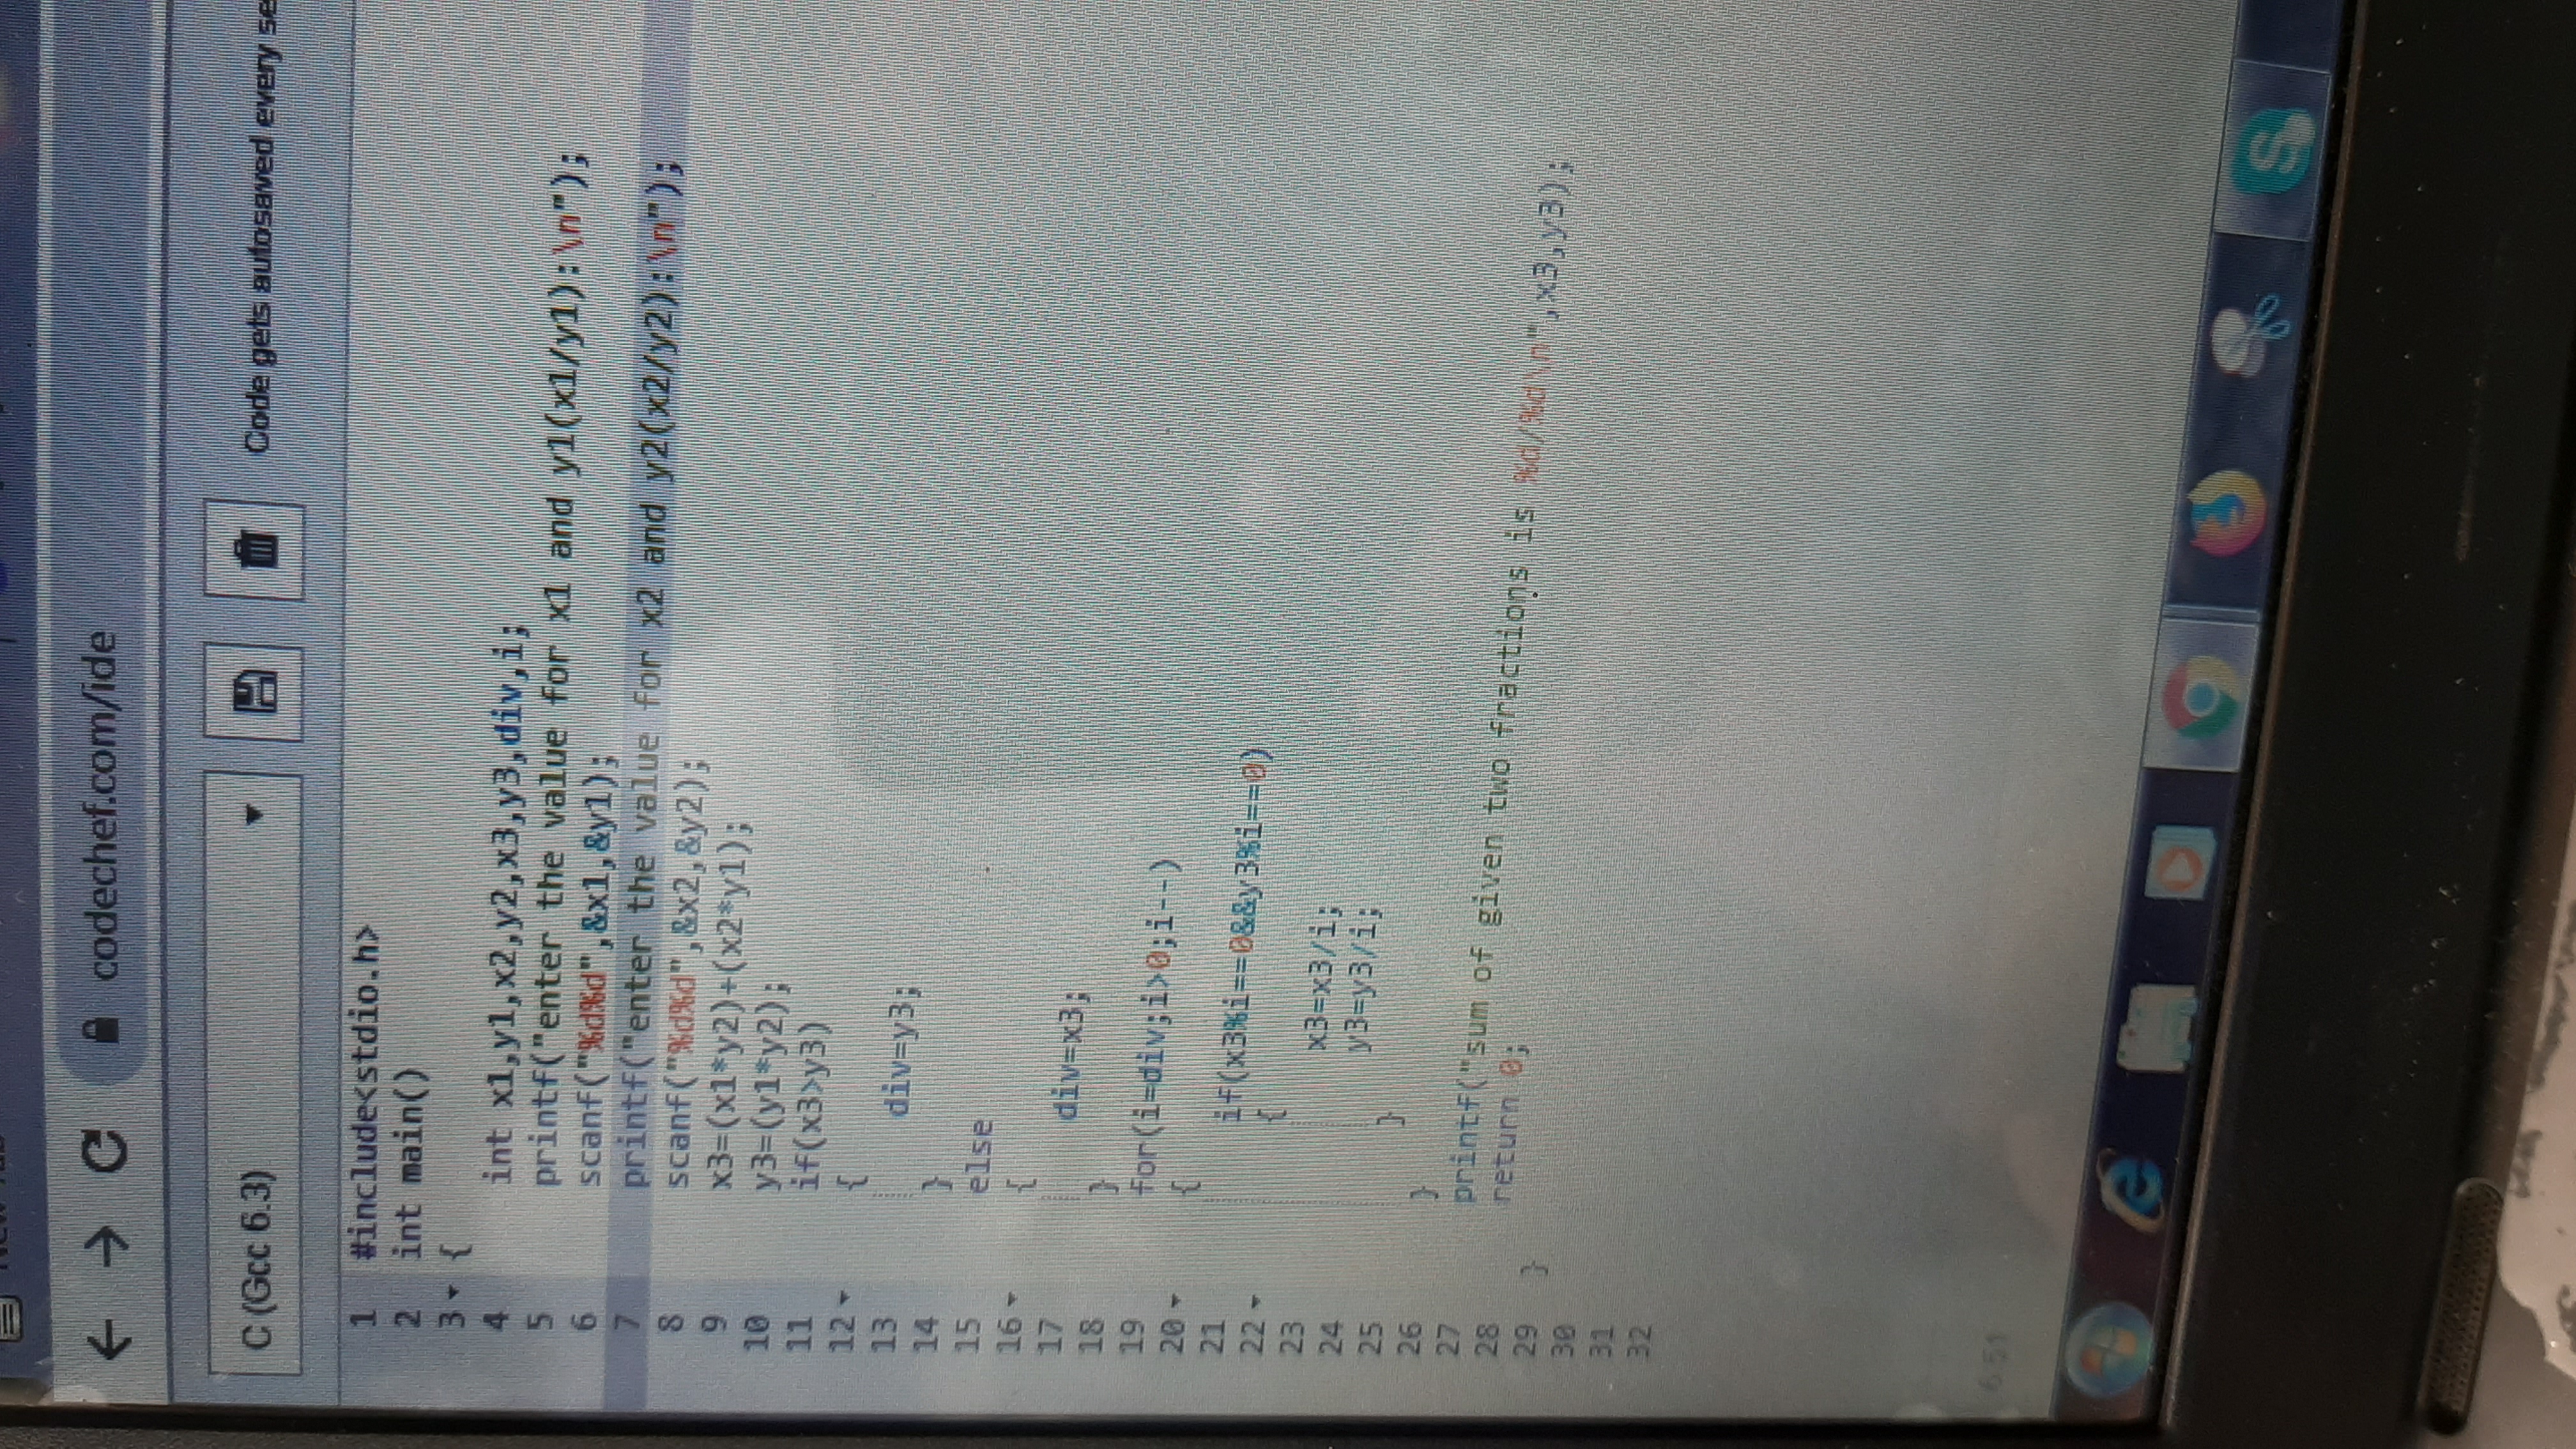 New Tab
codechef.com/ide
C (Gcc 6.3)
Code gets autosaved every se
1 #include<stdio.h>
2 int main()
3 {
4 int x1,y1,x2,y2,x3,y3,div,i;
5 printf("enter the value for x1 and y1(x1/y1):\n");
6 scanf("%d%d",&x1,&y1);
7 printf("enter the value for x2 and y2(x2/y2):\n");
8 scanf("%d%d",&x2,&y2);
9 x3=(x1*y2)+(x2*y1);
10 y3=(y1*y2);
11 if(x3>y3)
12 {
13 div=y3;
14 }
15 else
16 {
17 div=x3;
18 }
19 for(i=div;i>0;i--)
20 {
21 if(x3%i==0&&y3%i==0)
22 {
23 x3=x3/i;
24 y3=y3/i;
25 }
26 }
27 printf("sum of given two fractions is %d/%d\n",x3,y3);
28 return 0;
29 }
30
31
32
6:51